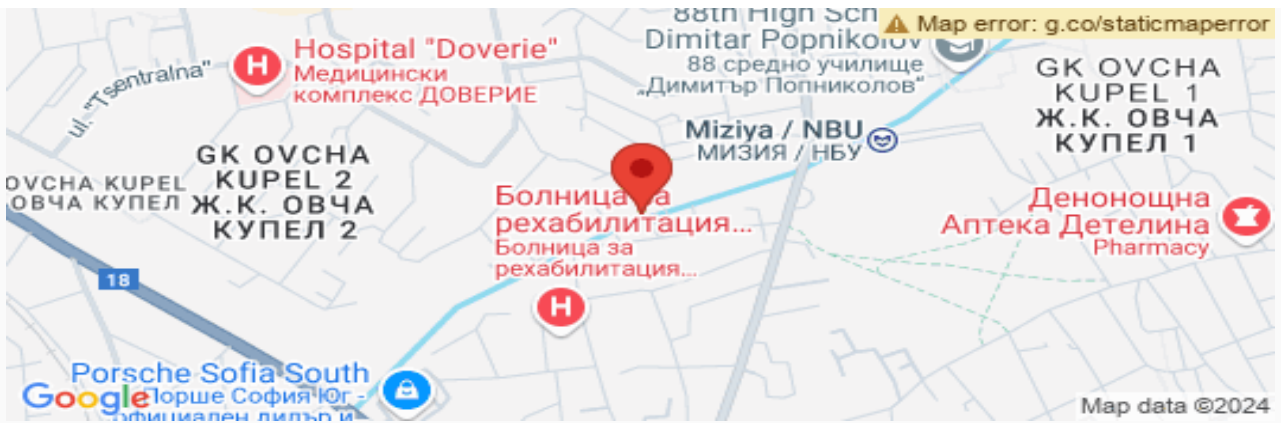 88th High Sch
Dimitar Popnikolov
88 средно училище
„Димитър Попниколов“
Map error: g.co/staticmaperror
Hospital "Doverie"
Медицински
комплекс ДОВЕРИЕ
ul. "Tsentralna"
GK OVCHA
KUPEL 1
Ж.К. ОВЧА
КУПЕЛ 1
Miziya / NBU
МИЗИЯ / НБУ
GK OVCHA
KUPEL 2
Ж.К. ОВЧА
КУПЕЛ 2
OVCHA KUPEL
ОВЧА КУПЕЛ
Болница за
рехабилитация...
Болница за
рехабилитация...
Денонощна
Аптека Детелина
Pharmacy
18
Porsche Sofia South
Порше София Юг -
официален дилър и
Google
Map data ©2024